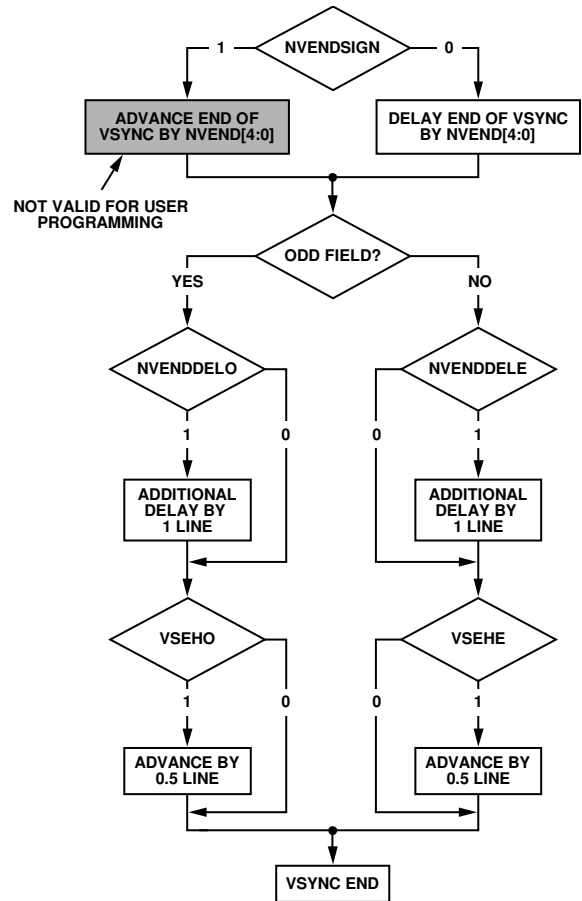 NVENDSIGN
1
0
ADVANCE END OF
VSYNC BY NVEND[4:0]
DELAY END OF VSYNC
BY NVEND[4:0]
NOT VALID FOR USER
PROGRAMMING
ODD FIELD?
YES
NO
NVENDDELO
NVENDDELE
1
0
0
1
ADDITIONAL
DELAY BY
1 LINE
ADDITIONAL
DELAY BY
1 LINE
VSEHO
VSEHE
1
0
0
1
ADVANCE BY
0.5 LINE
ADVANCE BY
0.5 LINE
VSYNC END